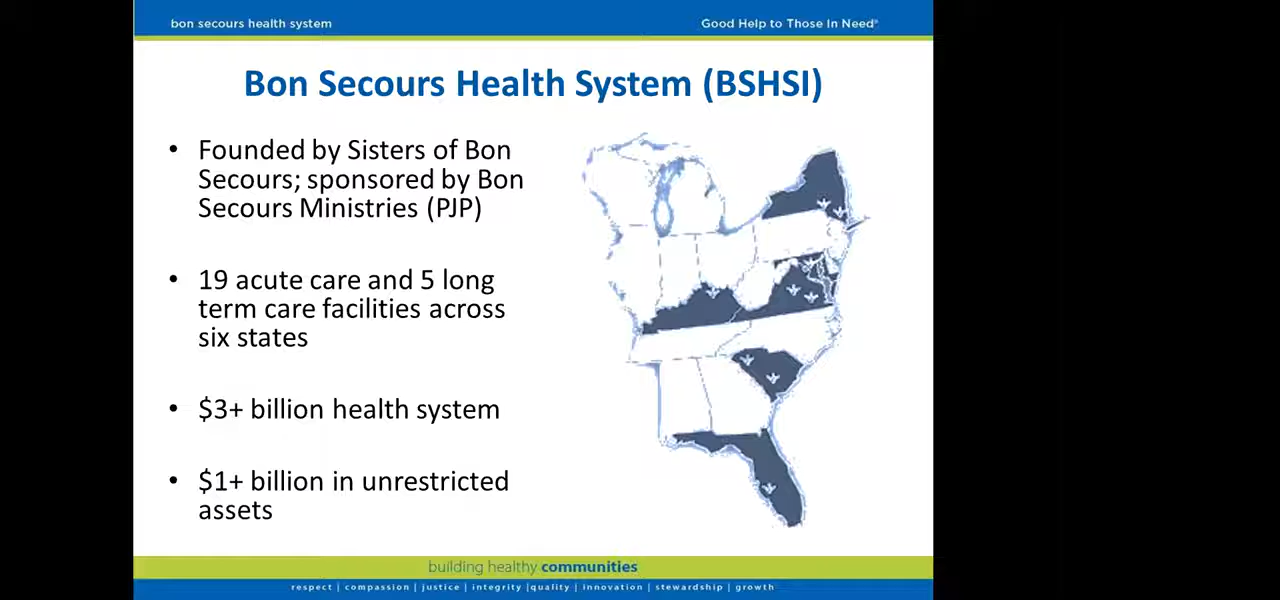 bon secours health system
Good Help to Those In Need®
Bon Secours Health System (BSHSI)
• Founded by Sisters of Bon
Secours; sponsored by Bon
Secours Ministries (PJP)
• 19 acute care and 5 long
term care facilities across
six states
• $3+ billion health system
• $1+ billion in unrestricted
assets
building healthy communities
respect | compassion | justice | integrity |quality | innovation | stewardship | growth